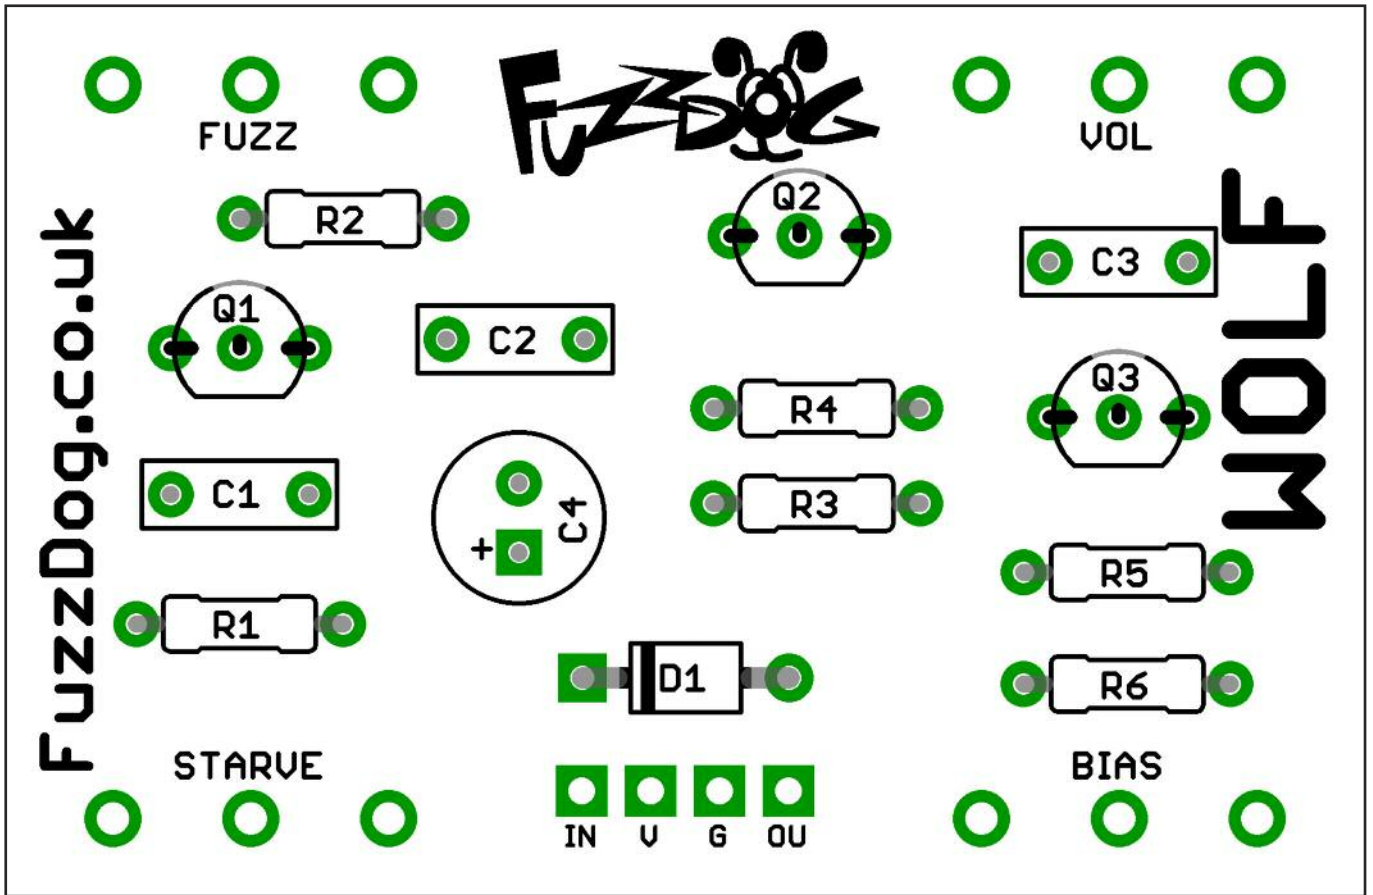 FuzzDog
FUZZ
VOL
R2
Q2
C3
Q1
C2
Q3
R4
C1
C4
+
R3
R5
R1
D1
R6
STARVE
BIAS
IN V G OU
FuzzDog.co.uk
WOLF